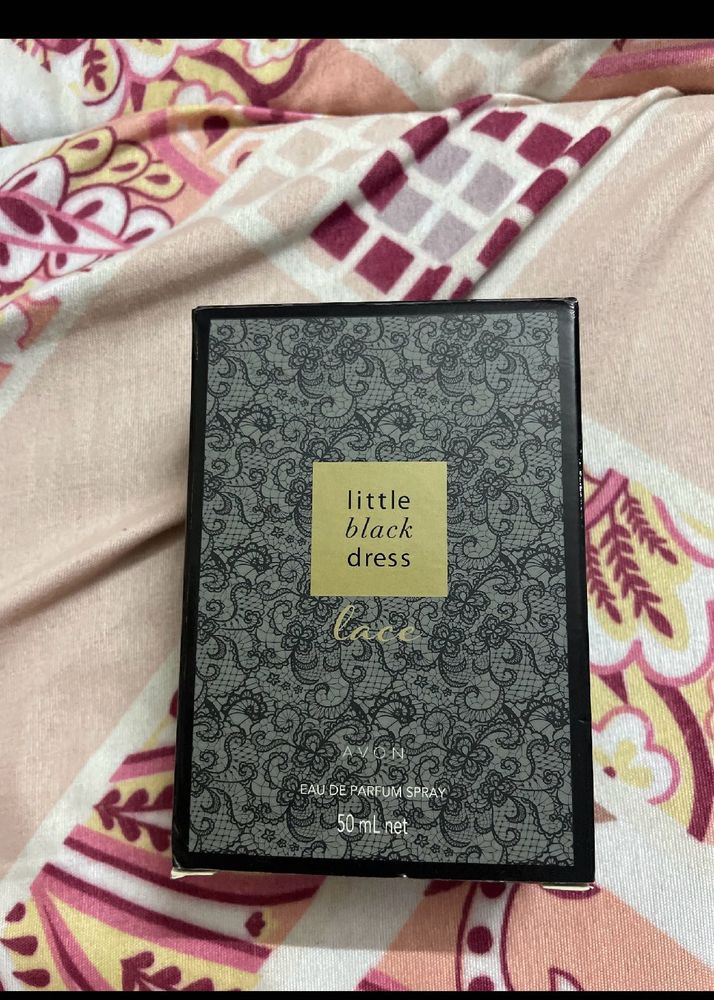 little
black
dress
lace
AVON
EAU DE PARFUM SPRAY
50 mL net